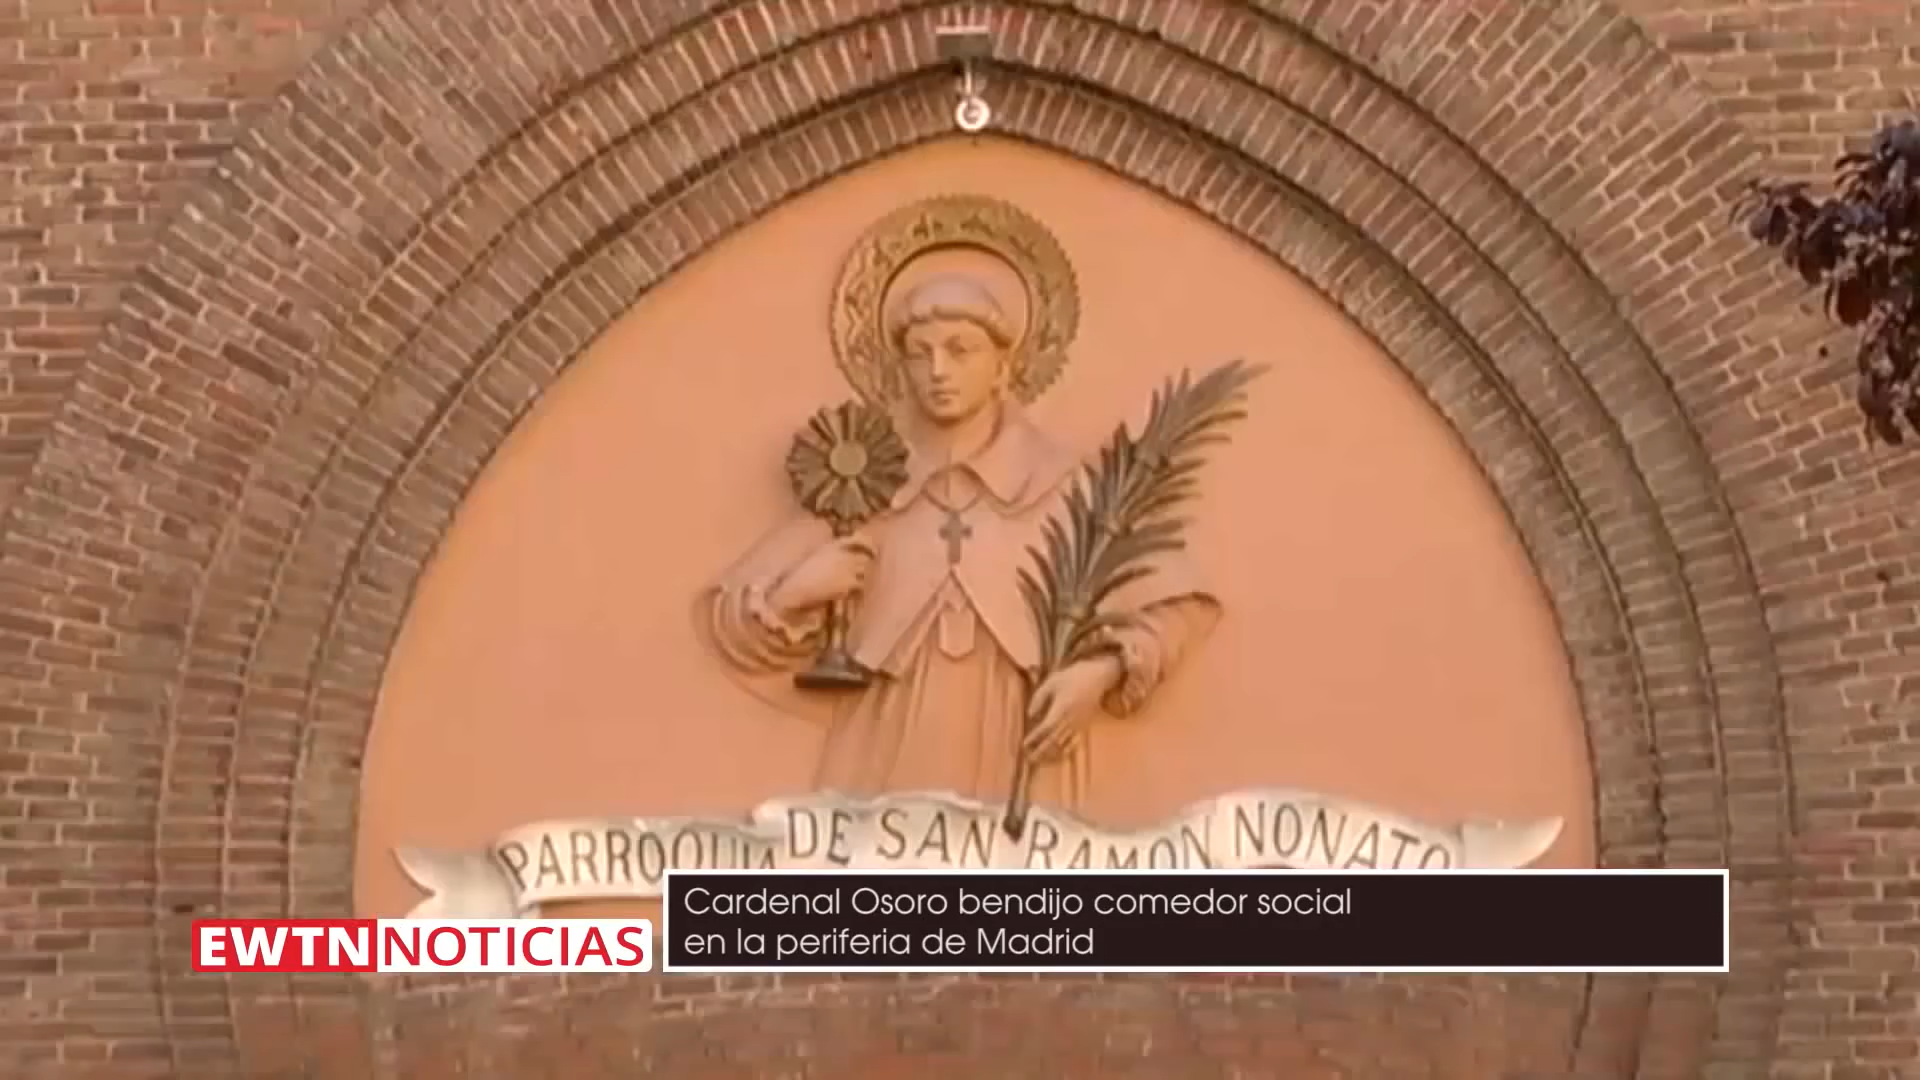 PARROQUIA DE SAN RAMON NONATO
EWTN NOTICIAS
Cardenal Osoro bendijo comedor social
en la periferia de Madrid